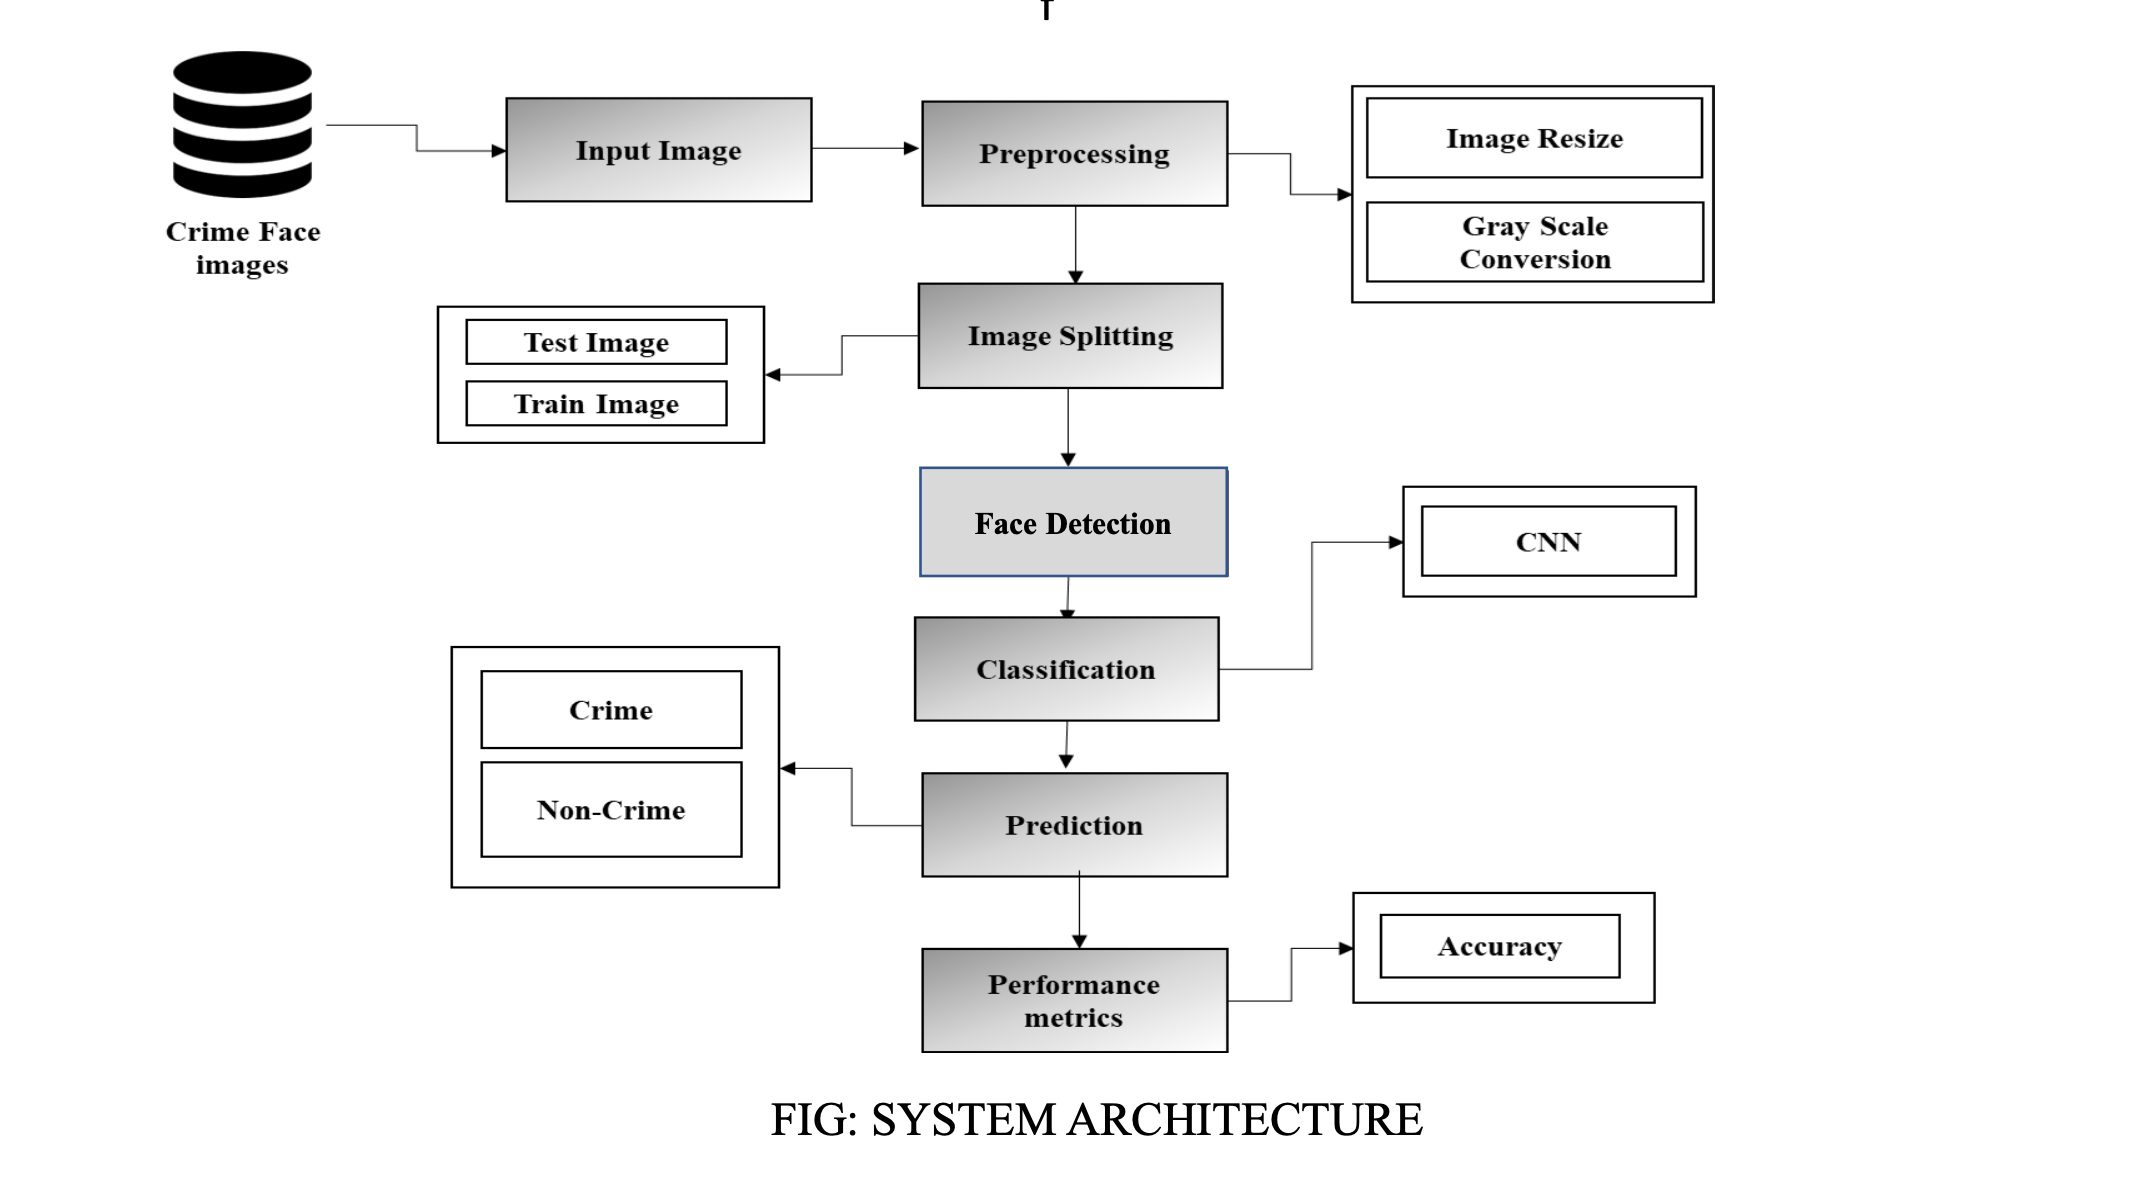 Crime Face
images
Input Image
Preprocessing
Image Resize
Gray Scale
Conversion
Image Splitting
Test Image
Train Image
Face Detection
CNN
Classification
Crime
Non-Crime
Prediction
Performance
metrics
Accuracy
FIG: SYSTEM ARCHITECTURE